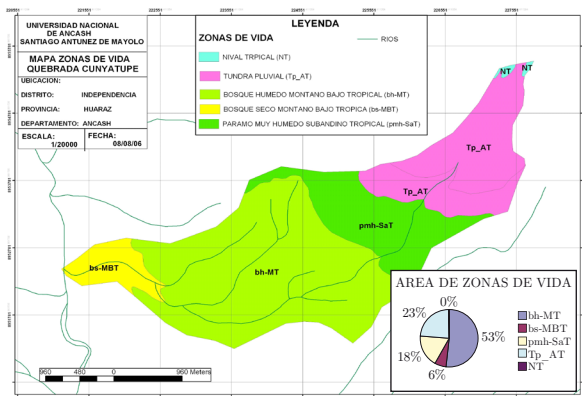 UNIVERSIDAD NACIONAL
DE ANCASH
SANTIAGO ANTUNEZ DE MAYOLO
MAPA ZONAS DE VIDA
QUEBRADA CUNYATUPE
UBICACION:
DISTRITO: INDEPENDENCIA
PROVINCIA: HUARAZ
DEPARTAMENTO: ANCASH
ESCALA: 1/20000
FECHA: 08/08/06
LEYENDA
ZONAS DE VIDA
RIOS
NIVAL TRPICAL (NT)
TUNDRA PLUVIAL (Tp_AT)
BOSQUE HUMEDO MONTANO BAJO TROPICAL (bh-MT)
BOSQUE SECO MONTANO BAJO TROPICA (bs-MBT)
PARAMO MUY HUMEDO SUBANDINO TROPICAL (pmh-SaT)
NT
NT
Tp_AT
Tp_AT
pmh-SaT
bh-MT
bs-MBT
960 480 0 960 Meters
AREA DE ZONAS DE VIDA
0%
23%
53%
18%
6%
bh-MT
bs-MBT
pmh-SaT
Tp_AT
NT